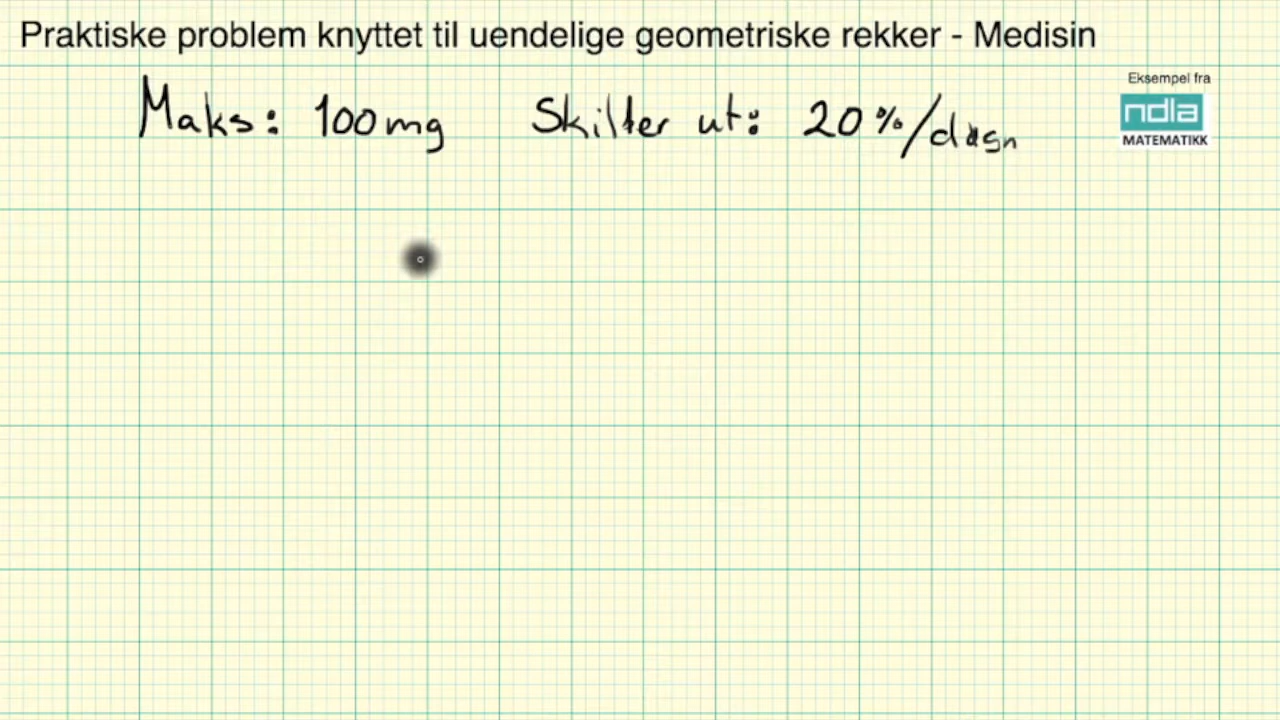 Praktiske problem knyttet til uendelige geometriske rekker - Medisin
Eksempel fra
ndla
MATEMATIKK
Maks: 100mg Skiller ut: 20%/døgn